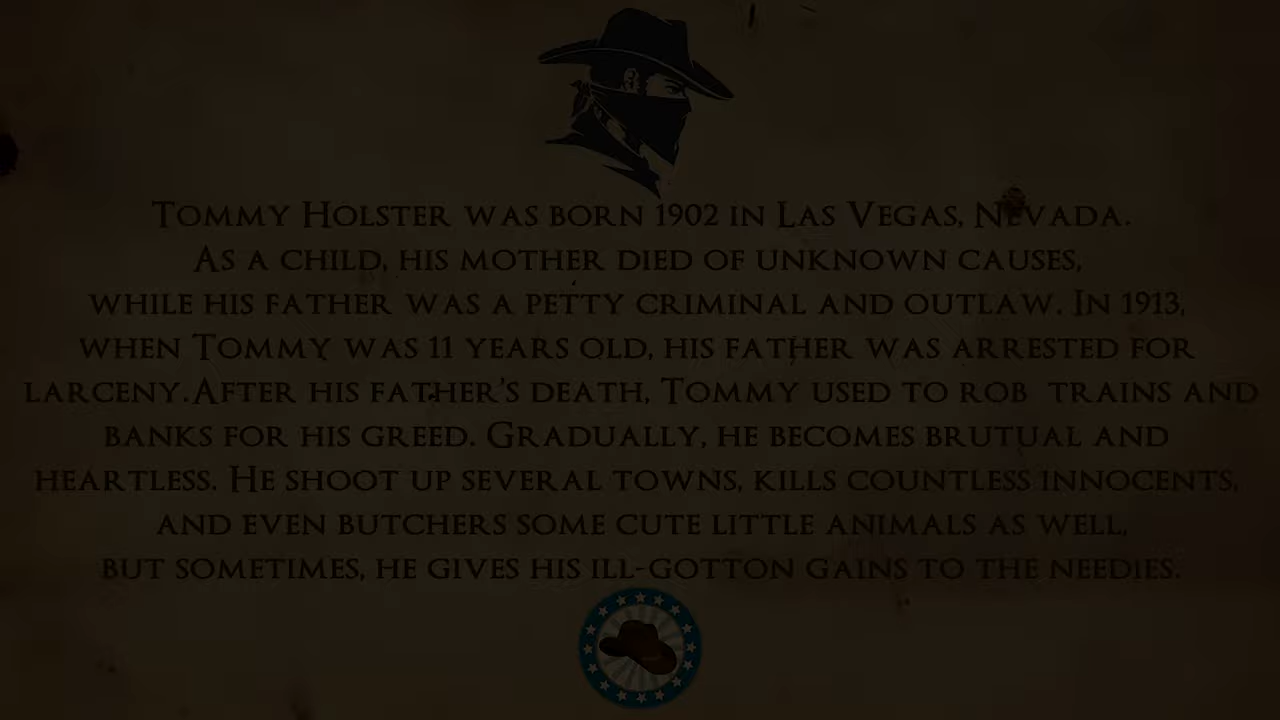 Tommy Holster was born 1902 in Las Vegas, Nevada.
As a child, his mother died of unknown causes,
while his father was a petty criminal and outlaw. In 1913,
when Tommy was 11 years old, his father was arrested for
larceny. After his father's death, Tommy used to rob trains and
banks for his greed. Gradually, he becomes brutual and
heartless. He shoot up several towns, kills countless innocents,
and even butchers some cute little animals as well,
but sometimes, he gives his ill-gotton gains to the needies.